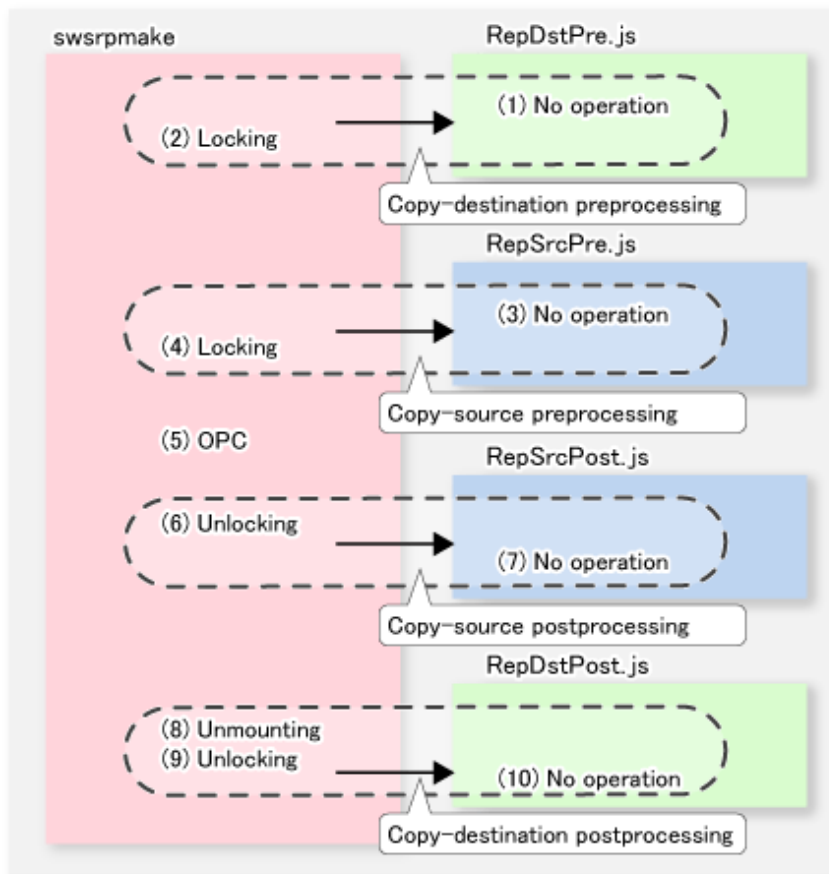 swsrpmake
RepDstPre.js
(1) No operation
(2) Locking
Copy-destination preprocessing
RepSrcPre.js
(3) No operation
(4) Locking
Copy-source preprocessing
(5) OPC
RepSrcPost.js
(6) Unlocking
(7) No operation
Copy-source postprocessing
RepDstPost.js
(8) Unmounting
(9) Unlocking
(10) No operation
Copy-destination postprocessing